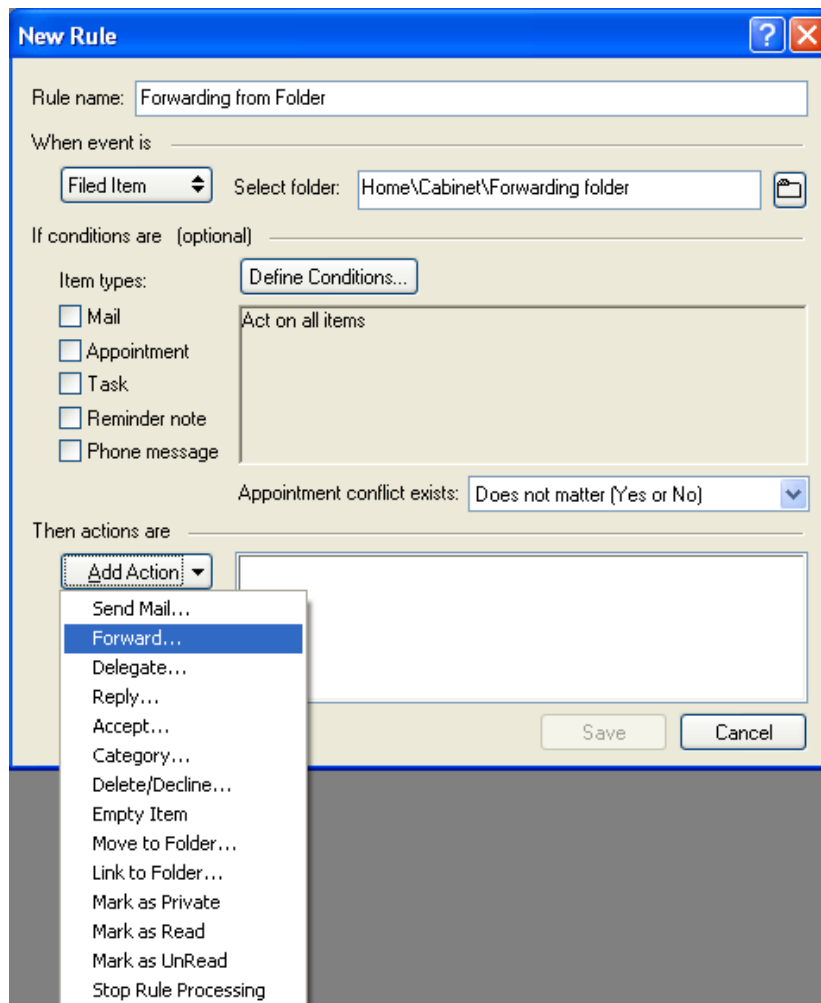 New Rule
Rule name: Forwarding from Folder
When event is
Filed Item Select folder: Home\Cabinet\Forwarding folder
If conditions are (optional)
Item types: Define Conditions...
Mail Act on all items
Appointment
Task
Reminder note
Phone message
Appointment conflict exists: Does not matter (Yes or No)
Then actions are
Add Action
Send Mail...
Forward...
Delegate...
Reply...
Accept...
Save Cancel
Category...
Delete/Decline...
Empty Item
Move to Folder...
Link to Folder...
Mark as Private
Mark as Read
Mark as UnRead
Stop Rule Processing